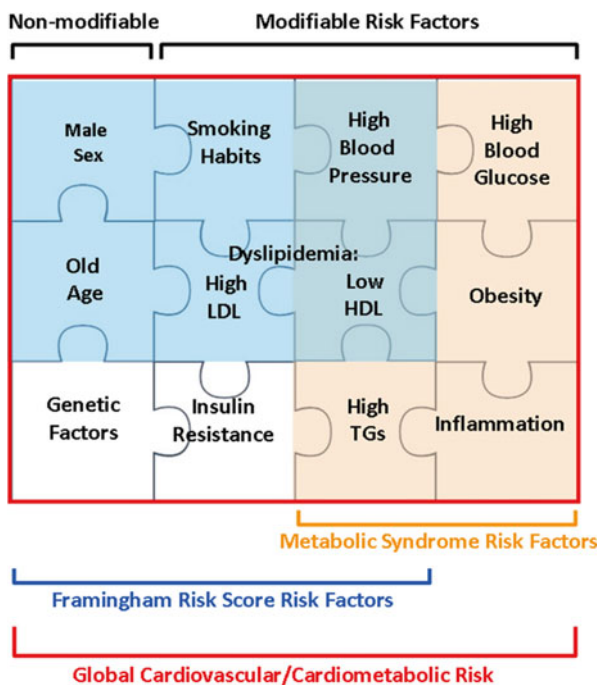 Non-modifiable
Modifiable Risk Factors
Male
Sex
Smoking
Habits
High
Blood
Pressure
High
Blood
Glucose
Old
Age
Dyslipidemia:
High
LDL
Low
HDL
Obesity
Genetic
Factors
Insulin
Resistance
High
TGs
Inflammation
Metabolic Syndrome Risk Factors
Framingham Risk Score Risk Factors
Global Cardiovascular/Cardiometabolic Risk